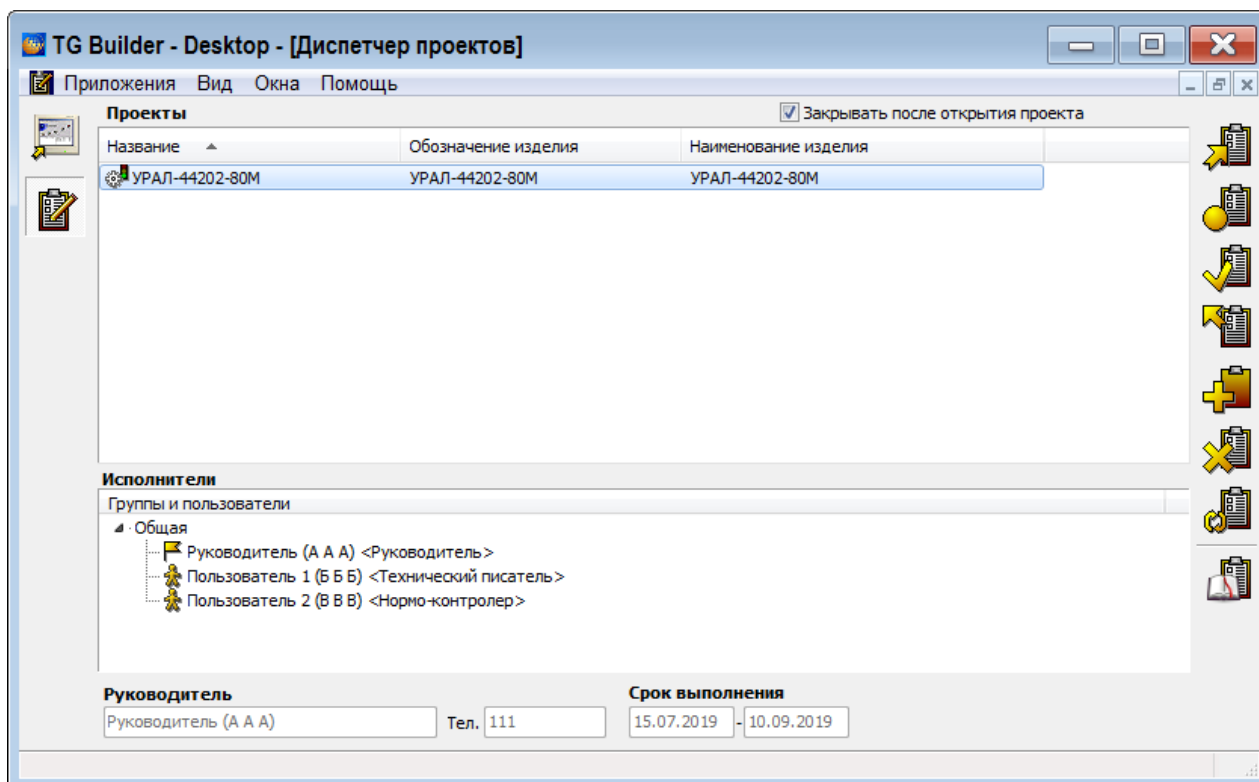 TG Builder - Desktop - [Диспетчер проектов]
Приложения Вид Окна Помощь
Проекты Закрывать после открытия проекта
Название Обозначение изделия Наименование изделия
УРАЛ-44202-80М УРАЛ-44202-80М УРАЛ-44202-80М
Исполнители
Группы и пользователи
Общая
Руководитель (А А А) <Руководитель>
Пользователь 1 (Б Б Б) <Технический писатель>
Пользователь 2 (В В В) <Нормо-контролер>
Руководитель Срок выполнения
Руководитель (А А А) Тел. 111 15.07.2019 - 10.09.2019